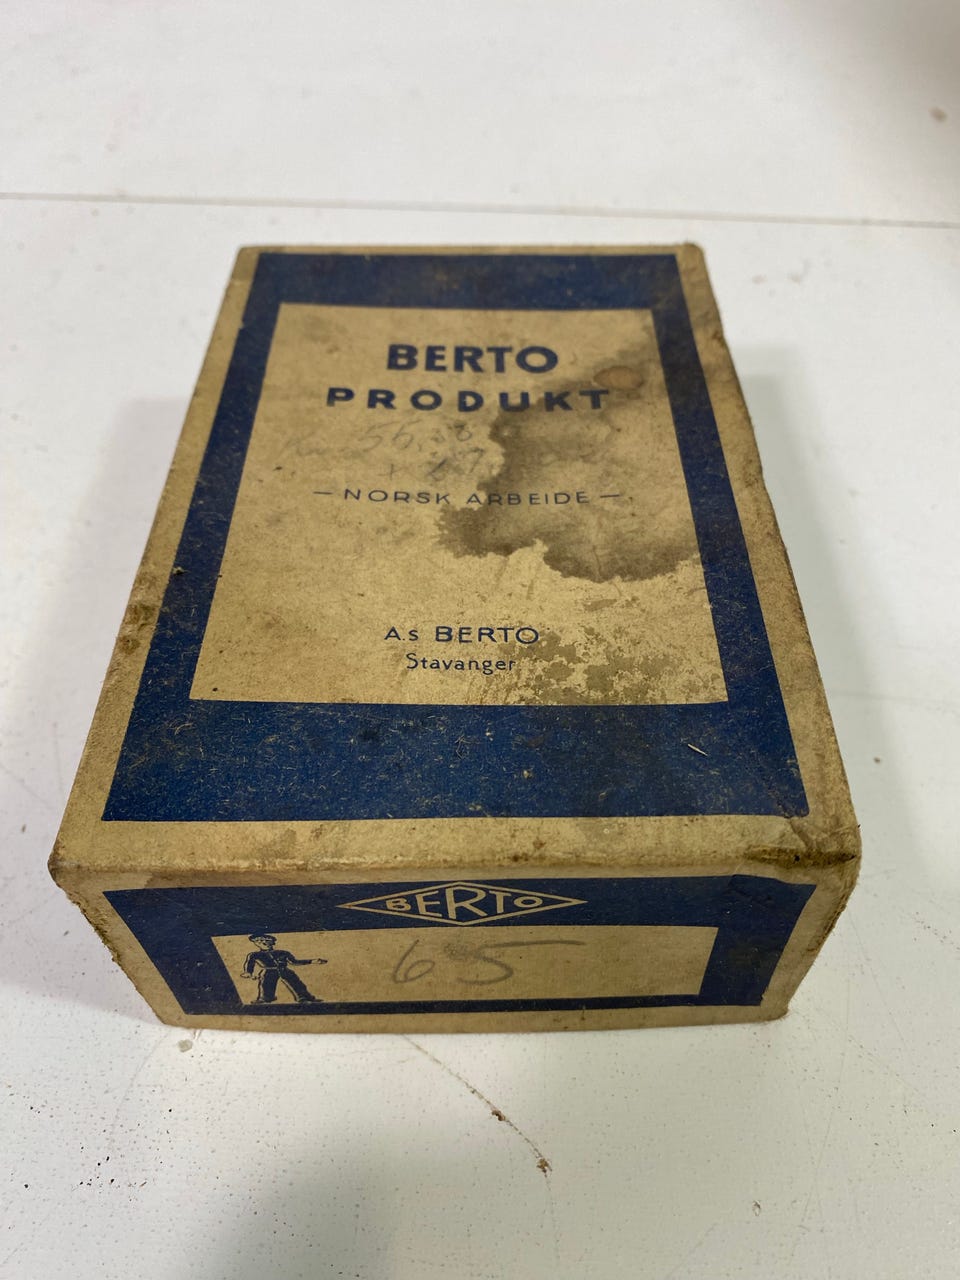 BERTO
PRODUKT
— NORSK ARBEIDE —
A.s BERTO
Stavanger
BERTO
65